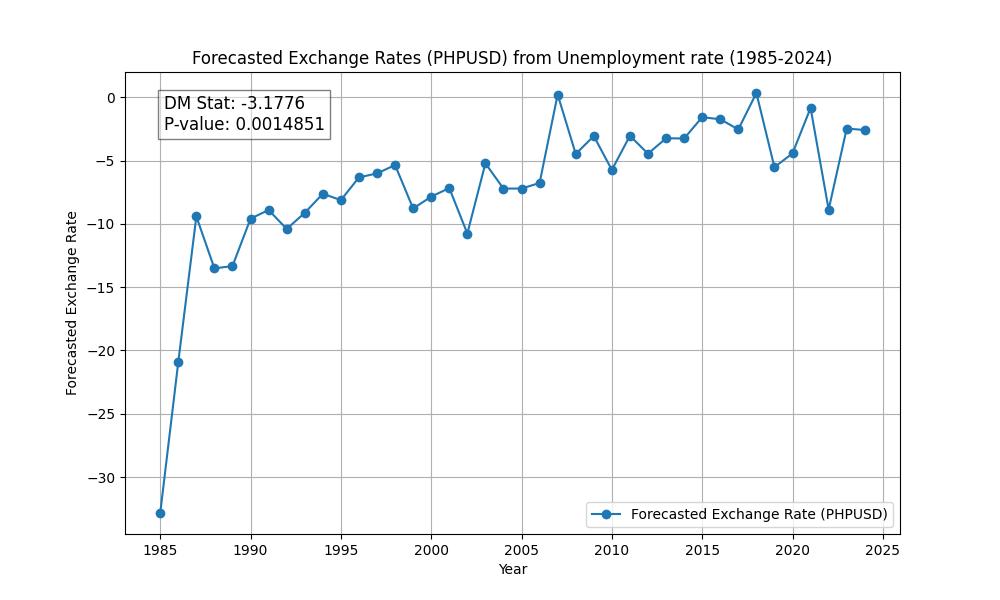 Forecasted Exchange Rates (PHPUSD) from Unemployment rate (1985-2024)
DM Stat: -3.1776
P-value: 0.0014851
Forecasted Exchange Rate
0
−5
−10
−15
−20
−25
−30
Forecasted Exchange Rate (PHPUSD)
1985 1990 1995 2000 2005 2010 2015 2020 2025
Year